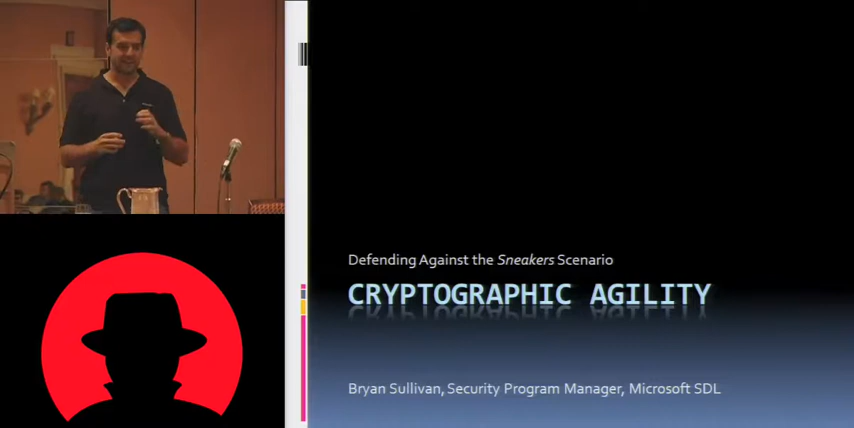 Defending Against the Sneakers Scenario
CRYPTOGRAPHIC AGILITY
Bryan Sullivan, Security Program Manager, Microsoft SDL